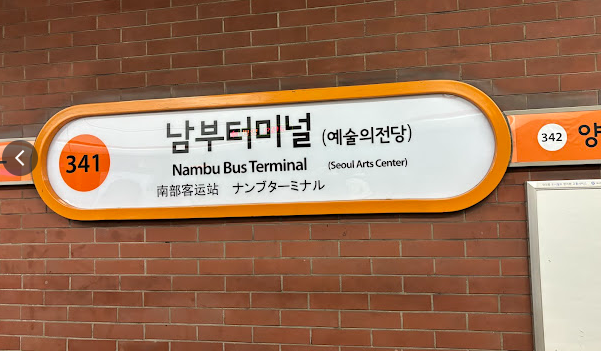 341
남부터미널 (예술의전당)
Nambu Bus Terminal (Seoul Arts Center)
南部客运站 ナンブターミナル
342 양